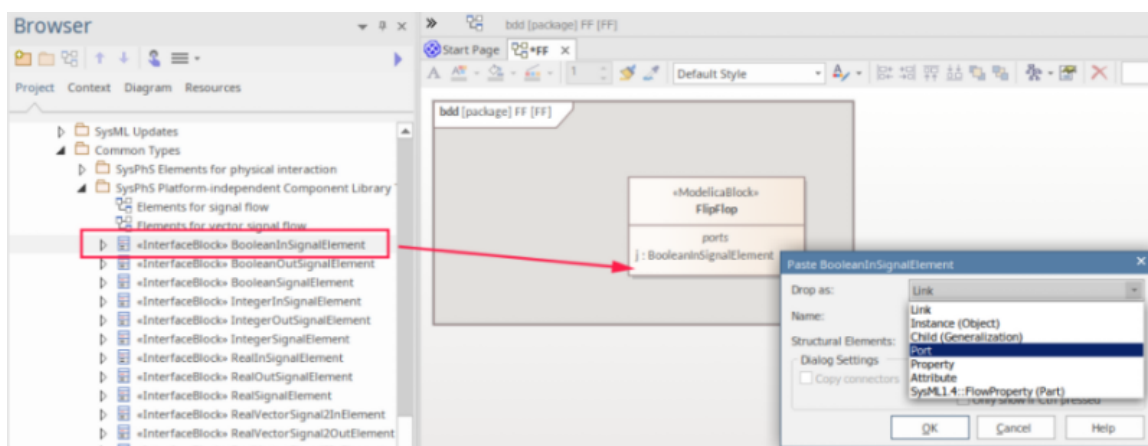 Browser
Project Context Diagram Resources
SysML Updates
Common Types
SysPhS Elements for physical interaction
SysPhS Platform-independent Component Library
Elements for signal flow
Elements for vector signal flow
«InterfaceBlock» BooleanInSignalElement
«InterfaceBlock» BooleanOutSignalElement
«InterfaceBlock» BooleanSignalElement
«InterfaceBlock» IntegerInSignalElement
«InterfaceBlock» IntegerOutSignalElement
«InterfaceBlock» IntegerSignalElement
«InterfaceBlock» RealInSignalElement
«InterfaceBlock» RealOutSignalElement
«InterfaceBlock» RealSignalElement
«InterfaceBlock» RealVectorSignal2InElement
«InterfaceBlock» RealVectorSignal2OutElement
bdd [package] FF [FF]
Start Page *FF
1 Default Style
bdd [package] FF [FF]
«ModelicaBlock»
FlipFlop
ports
j : BooleanInSignalElement
Paste BooleanInSignalElement
Drop as: Link
Link
Name: Instance (Object)
Child (Generalization)
Structural Elements: Port
Dialog Settings Property
Copy connectors Attribute
SysML1.4::FlowProperty (Part)
Only show if Ctrl pressed
OK Cancel Help